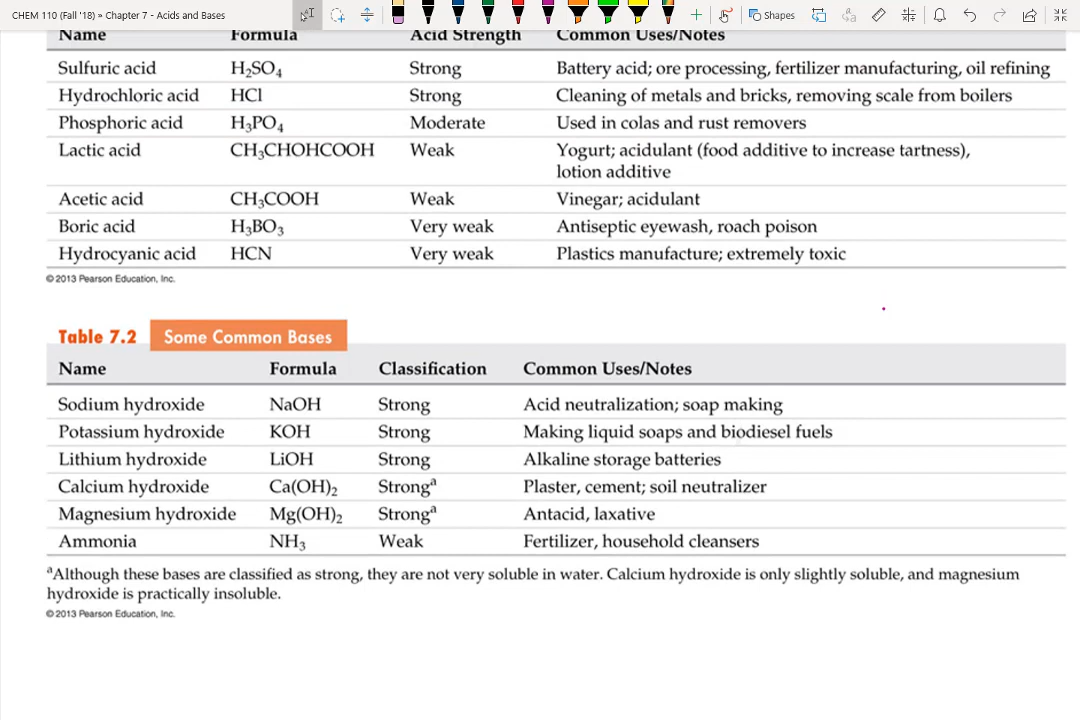 CHEM 110 (Fall '18) » Chapter 7 - Acids and Bases
Shapes
Name Formula Acid Strength Common Uses/Notes
Sulfuric acid H₂SO₄ Strong Battery acid; ore processing, fertilizer manufacturing, oil refining
Hydrochloric acid HCl Strong Cleaning of metals and bricks, removing scale from boilers
Phosphoric acid H₃PO₄ Moderate Used in colas and rust removers
Lactic acid CH₃CHOHCOOH Weak Yogurt; acidulant (food additive to increase tartness),
lotion additive
Acetic acid CH₃COOH Weak Vinegar; acidulant
Boric acid H₃BO₃ Very weak Antiseptic eyewash, roach poison
Hydrocyanic acid HCN Very weak Plastics manufacture; extremely toxic
© 2013 Pearson Education, Inc.
Table 7.2 Some Common Bases
Name Formula Classification Common Uses/Notes
Sodium hydroxide NaOH Strong Acid neutralization; soap making
Potassium hydroxide KOH Strong Making liquid soaps and biodiesel fuels
Lithium hydroxide LiOH Strong Alkaline storage batteries
Calcium hydroxide Ca(OH)₂ Strongᵃ Plaster, cement; soil neutralizer
Magnesium hydroxide Mg(OH)₂ Strongᵃ Antacid, laxative
Ammonia NH₃ Weak Fertilizer, household cleansers
ᵃAlthough these bases are classified as strong, they are not very soluble in water. Calcium hydroxide is only slightly soluble, and magnesium
hydroxide is practically insoluble.
© 2013 Pearson Education, Inc.